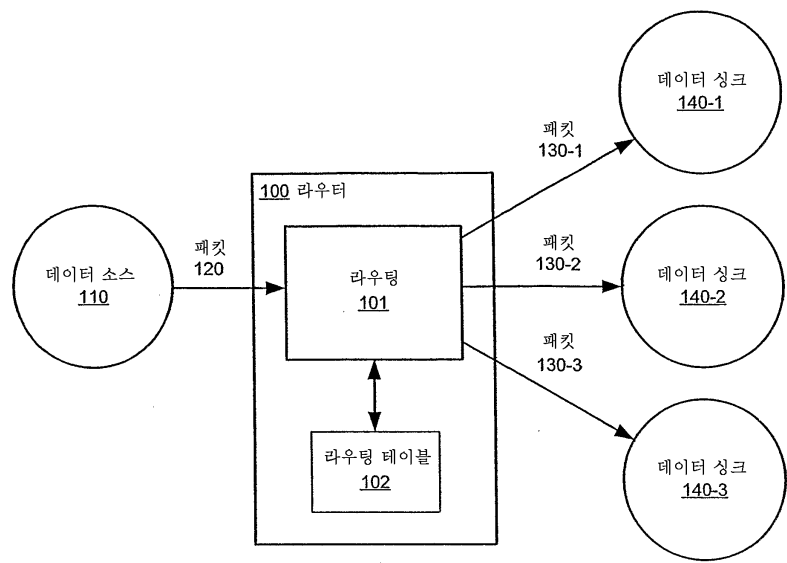 데이터 싱크
140-1
패킷
130-1
100 라우터
데이터 소스
110
패킷
120
라우팅
101
패킷
130-2
데이터 싱크
140-2
패킷
130-3
라우팅 테이블
102
데이터 싱크
140-3